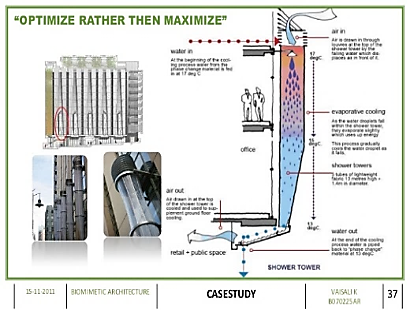 “OPTIMIZE RATHER THEN MAXIMIZE”
air in
Air is drawn in through
louvres at the top of the
shower tower by the
falling water which dis-
places air in front of it.
water in
At the beginning of the cool-
ing process water from the
phase change material is fed
in at 17 deg C
17
degC
evaporative cooling
As the water droplets fall
within the shower tower,
they evaporate slightly
which uses up energy.
This process gradually
cools the water droplet as
it falls.
degC
office
shower towers
5 tubes of lightweight
fabric 13 metres high +
1.4m in diameter.
air out
Air drawn in at the top
of the shower tower is
cooled and used to sup-
plement ground floor
cooling
13
degC
water out
At the end of the cooling
process water is piped
back to "phase change"
material at 13 degC
retail + public space
SHOWER TOWER
15-11-2011
BIOMIMETIC ARCHITECTURE
CASESTUDY
VAISALI K
B070225AR
37